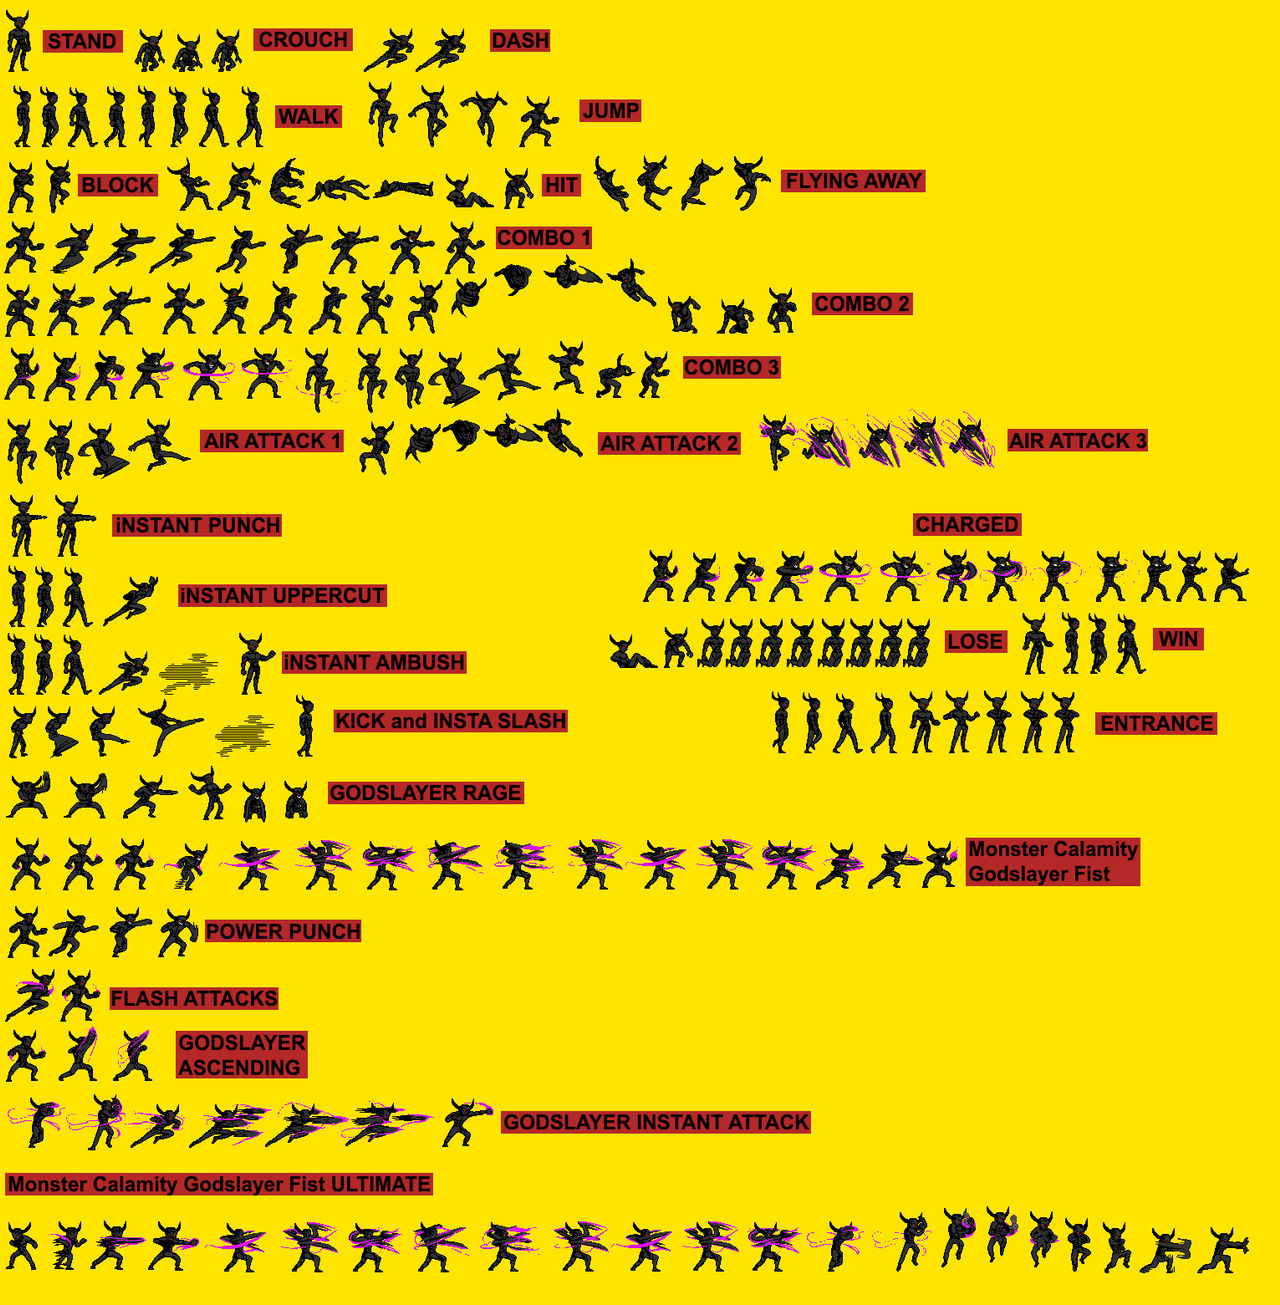 STAND
CROUCH
DASH
WALK
JUMP
BLOCK
HIT
FLYING AWAY
COMBO 1
COMBO 2
COMBO 3
AIR ATTACK 1
AIR ATTACK 2
AIR ATTACK 3
iNSTANT PUNCH
CHARGED
iNSTANT UPPERCUT
LOSE
WIN
iNSTANT AMBUSH
KICK and INSTA SLASH
ENTRANCE
GODSLAYER RAGE
Monster Calamity
Godslayer Fist
POWER PUNCH
FLASH ATTACKS
GODSLAYER
ASCENDING
GODSLAYER INSTANT ATTACK
Monster Calamity Godslayer Fist ULTIMATE